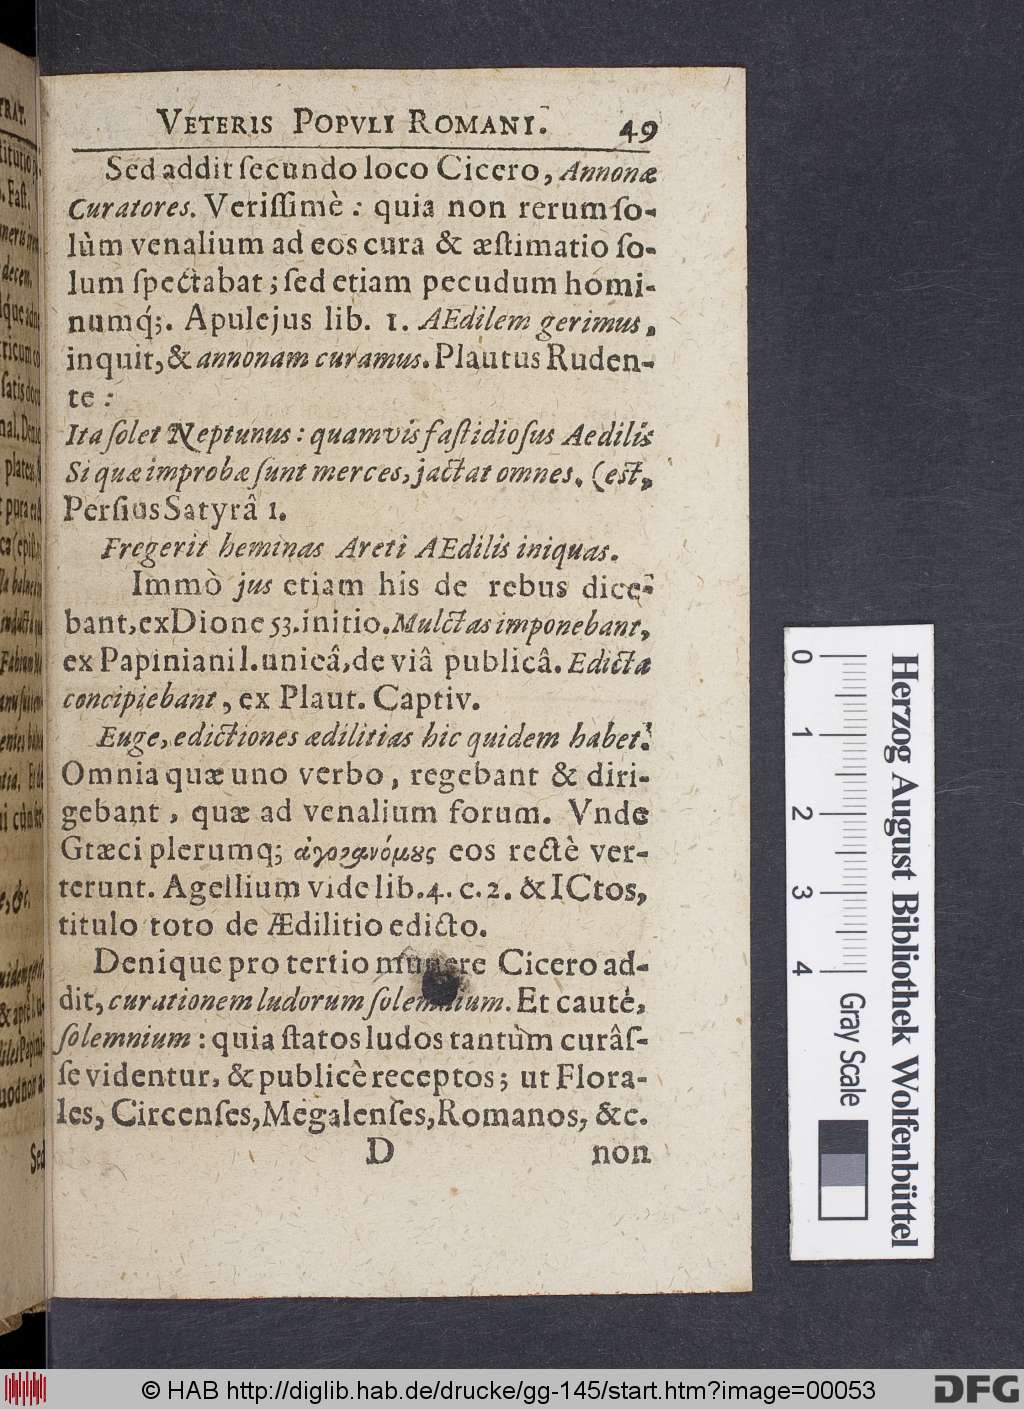 VETERIS POPVLI ROMANI. 49
Sed addit ſecundo loco Cicero, Annonæ
Curatores. Veriſſimè: quia non rerum ſo-
lùm venalium ad eos cura & æſtimatio ſo-
lum ſpectabat; ſed etiam pecudum homi-
numq́;. Apulejus lib. 1. AEdilem gerimus,
inquit, & annonam curamus. Plautus Ruden-
te:
Ita ſolet Neptunus: quamvis faſtidioſus Aedilis
Si quæ improbæ ſunt merces, jactat omnes. (eſt,
Perſius Satyrâ 1.
Fregerit heminas Areti AEdilis iniquas.
Immò jus etiam his de rebus dice-
bant, ex Dione 53. initio. Mulctas imponebant,
ex Papiniani l. unicâ, de viâ publicâ. Edicta
concipiebant, ex Plaut. Captiv.
Euge, edictiones ædilitias hic quidem habet.
Omnia quæ uno verbo, regebant & diri-
gebant, quæ ad venalium forum. Vnde
Græci plerumq; ἀγορανόμȣς eos rectè ver-
terunt. Agellium vide lib. 4. c. 2. & ICtos,
titulo toto de Ædilitio edicto.
Denique pro tertio munere Cicero ad-
dit, curationem ludorum ſolemnium. Et cautè,
ſolemnium: quia ſtatos ludos tantùm curâſ-
ſe videntur, & publicè receptos; ut Flora-
les, Circenſes, Megalenſes, Romanos, &c.
D non
TRAT.
Sed
0 1 2 3 4
Gray Scale
Herzog August Bibliothek Wolfenbüttel
© HAB http://diglib.hab.de/drucke/gg-145/start.htm?image=00053
DFG